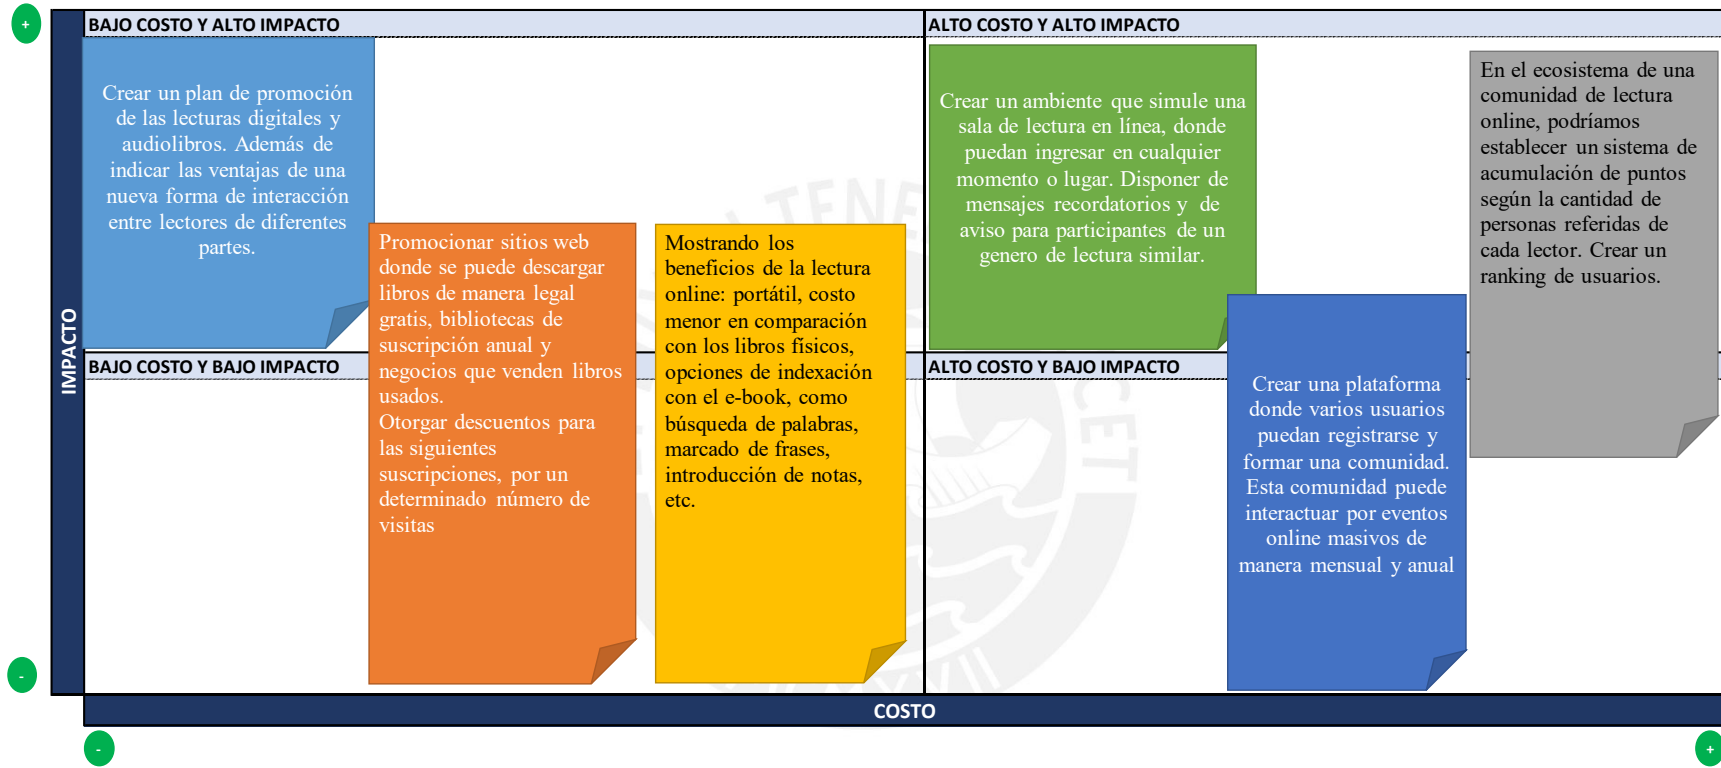 +
BAJO COSTO Y ALTO IMPACTO
ALTO COSTO Y ALTO IMPACTO
Crear un plan de promoción
de las lecturas digitales y
audiolibros. Además de
indicar las ventajas de una
nueva forma de interacción
entre lectores de diferentes
partes.
Promocionar sitios web
donde se puede descargar
libros de manera legal
gratis, bibliotecas de
suscripción anual y
negocios que venden libros
usados.
Otorgar descuentos para
las siguientes
suscripciones, por un
determinado número de
visitas
Mostrando los
beneficios de la lectura
online: portátil, costo
menor en comparación
con los libros físicos,
opciones de indexación
con el e-book, como
búsqueda de palabras,
marcado de frases,
introducción de notas,
etc.
Crear un ambiente que simule una
sala de lectura en línea, donde
puedan ingresar en cualquier
momento o lugar. Disponer de
mensajes recordatorios y de
aviso para participantes de un
genero de lectura similar.
En el ecosistema de una
comunidad de lectura
online, podríamos
establecer un sistema de
acumulación de puntos
según la cantidad de
personas referidas de
cada lector. Crear un
ranking de usuarios.
IMPACTO
BAJO COSTO Y BAJO IMPACTO
ALTO COSTO Y BAJO IMPACTO
Crear una plataforma
donde varios usuarios
puedan registrarse y
formar una comunidad.
Esta comunidad puede
interactuar por eventos
online masivos de
manera mensual y anual
-
COSTO
-
+